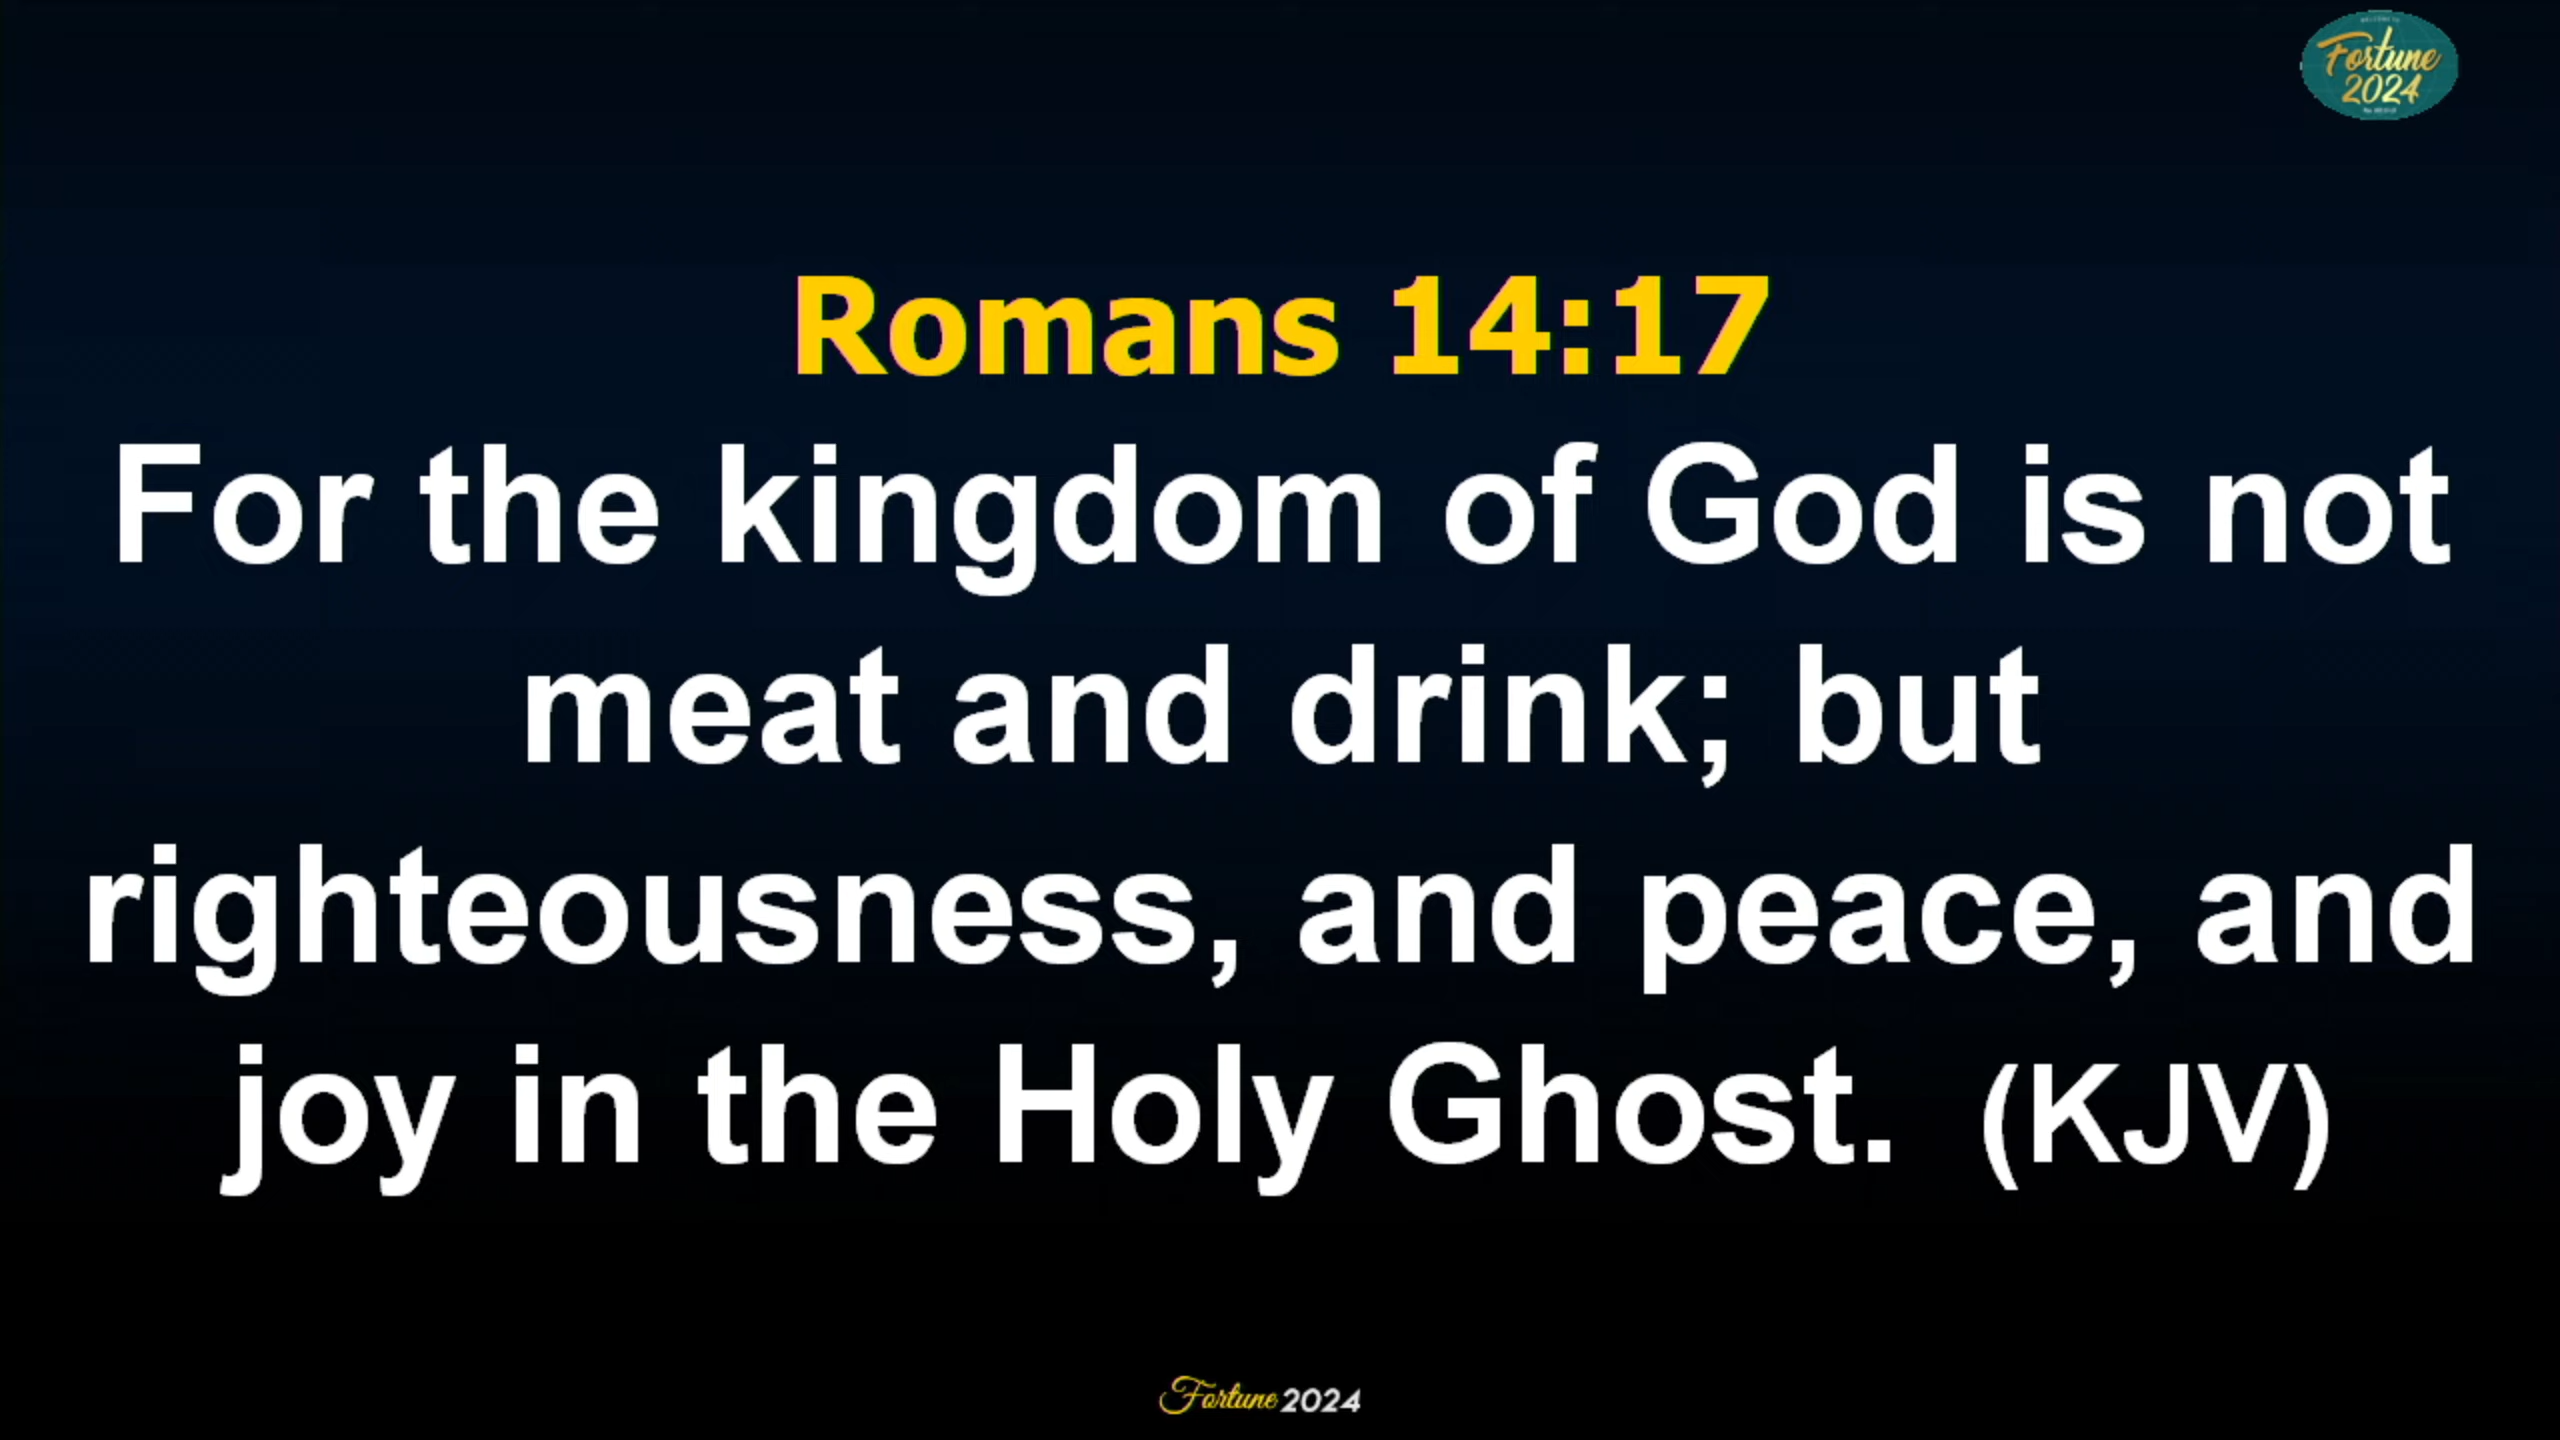 Fortune
2024
Romans 14:17
For the kingdom of God is not
meat and drink; but
righteousness, and peace, and
joy in the Holy Ghost. (KJV)
Fortune 2024